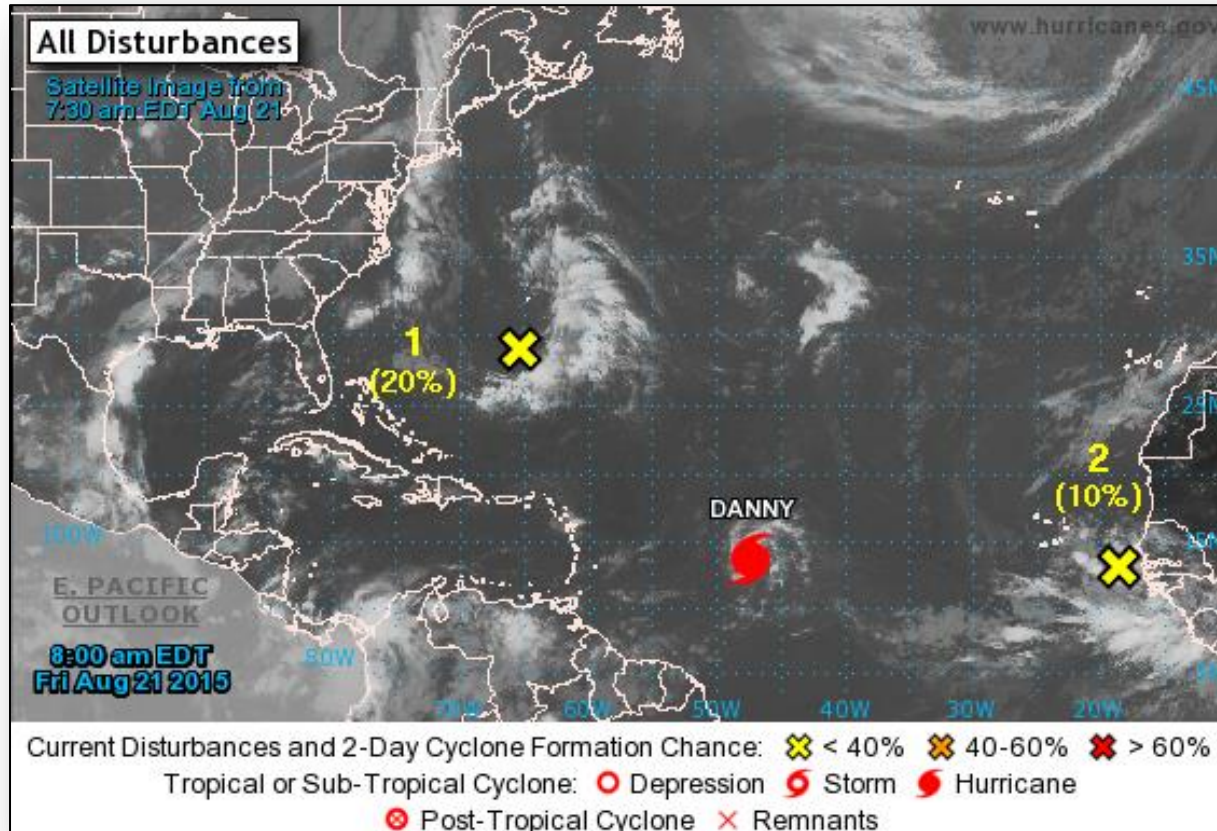 All Disturbances
www.hurricanes.gov
Satellite Image from
7:30 am EDT Aug 21
45N
35N
1
(20%)
25N
2
(10%)
DANNY
100W
15N
E. PACIFIC
OUTLOOK
8:00 am EDT
Fri Aug 21 2015
80W
70W
60W
50W
40W
30W
20W
Current Disturbances and 2-Day Cyclone Formation Chance: < 40% 40-60% > 60%
Tropical or Sub-Tropical Cyclone: Depression Storm Hurricane
Post-Tropical Cyclone Remnants